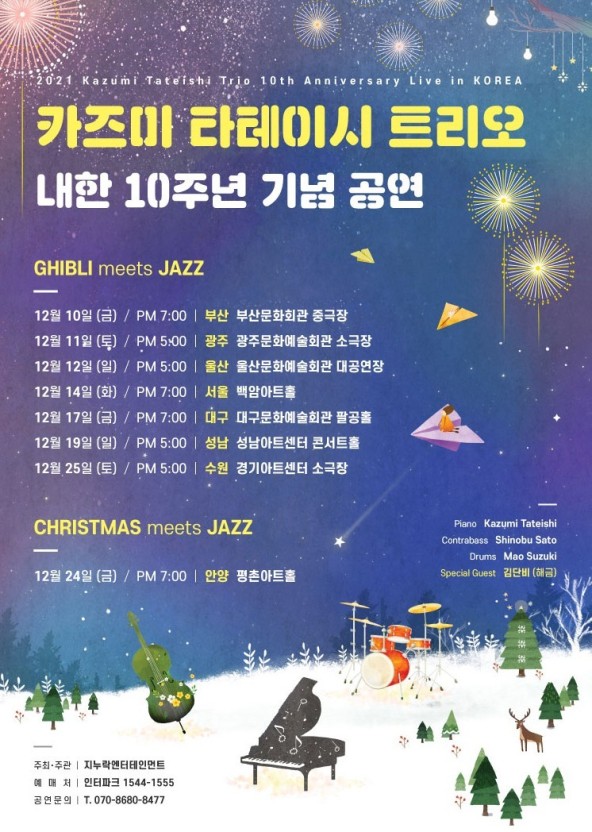 2021 Kazumi Tateishi Trio 10th Anniversary Live in KOREA
카즈미 타테이시 트리오
내한 10주년 기념 공연
GHIBLI meets JAZZ
12월 10일 (금) / PM 7:00 | 부산 부산문화회관 중극장
12월 11일 (토) / PM 5:00 | 광주 광주문화예술회관 소극장
12월 12일 (일) / PM 5:00 | 울산 울산문화예술회관 대공연장
12월 14일 (화) / PM 7:00 | 서울 백암아트홀
12월 17일 (금) / PM 7:00 | 대구 대구문화예술회관 팔공홀
12월 19일 (일) / PM 5:00 | 성남 성남아트센터 콘서트홀
12월 25일 (토) / PM 5:00 | 수원 경기아트센터 소극장
CHRISTMAS meets JAZZ
12월 24일 (금) / PM 7:00 | 안양 평촌아트홀
Piano Kazumi Tateishi
Contrabass Shinobu Sato
Drums Mao Suzuki
Special Guest 김단비 (해금)
주최·주관 | 지누락엔터테인먼트
예매처 | 인터파크 1544-1555
공연문의 | T. 070-8680-8477